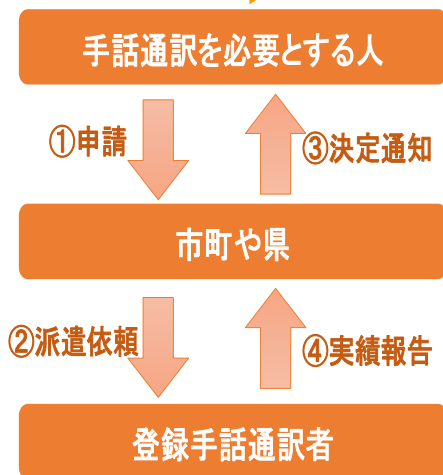 手話通訳を必要とする人
①申請
③決定通知
市町や県
②派遣依頼
④実績報告
登録手話通訳者